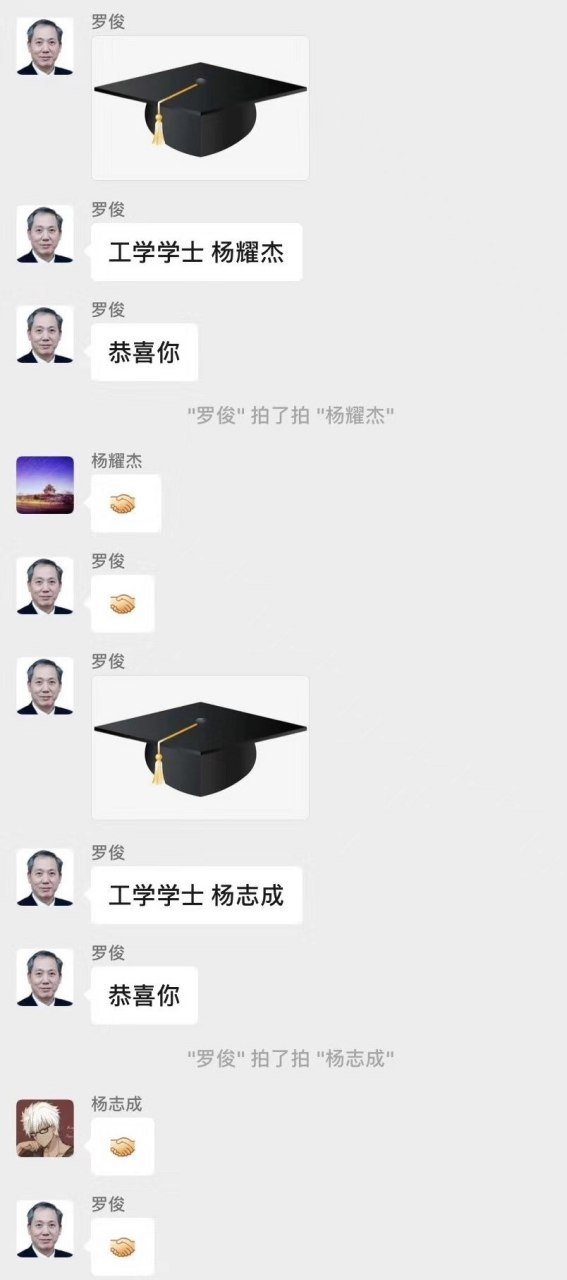 罗俊
罗俊
工学学士 杨耀杰
罗俊
恭喜你
"罗俊" 拍了拍 "杨耀杰"
杨耀杰
罗俊
罗俊
罗俊
工学学士 杨志成
罗俊
恭喜你
"罗俊" 拍了拍 "杨志成"
杨志成
罗俊